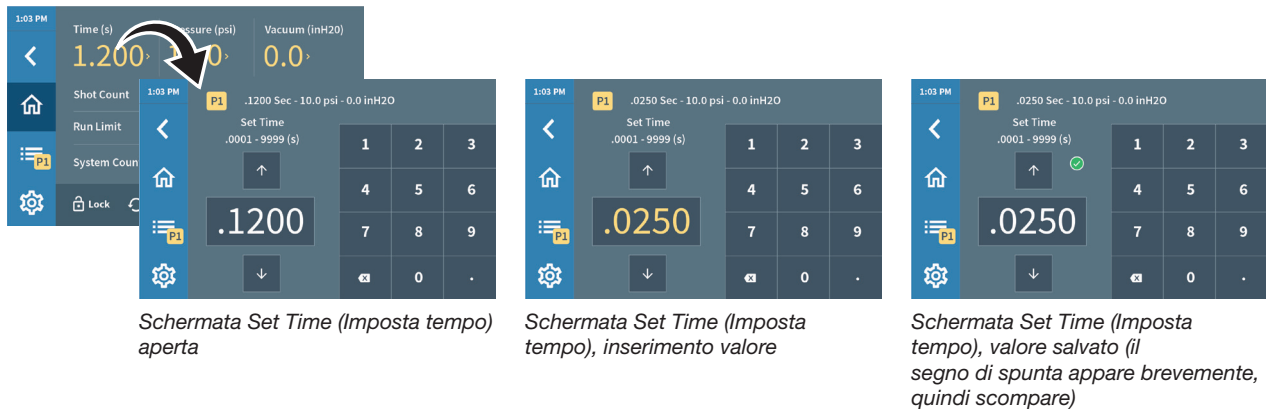 1:03 PM
Time (s)
Vacuum (inH20)
1.200 ›
0.0 ›
Shot Count
Run Limit
P1
Lock
1:03 PM
P1 .1200 Sec - 10.0 psi - 0.0 inH2O
Set Time
.0001 - 9999 (s)
1 2 3
4 5 6
.1200
P1
7 8 9
0 .
Schermata Set Time (Imposta tempo)
aperta
1:03 PM
P1 .0250 Sec - 10.0 psi - 0.0 inH2O
Set Time
.0001 - 9999 (s)
1 2 3
4 5 6
.0250
P1
7 8 9
0 .
Schermata Set Time (Imposta
tempo), inserimento valore
1:03 PM
P1 .0250 Sec - 10.0 psi - 0.0 inH2O
Set Time
.0001 - 9999 (s)
1 2 3
4 5 6
.0250
P1
7 8 9
0 .
Schermata Set Time (Imposta
tempo), valore salvato (il
segno di spunta appare brevemente,
quindi scompare)